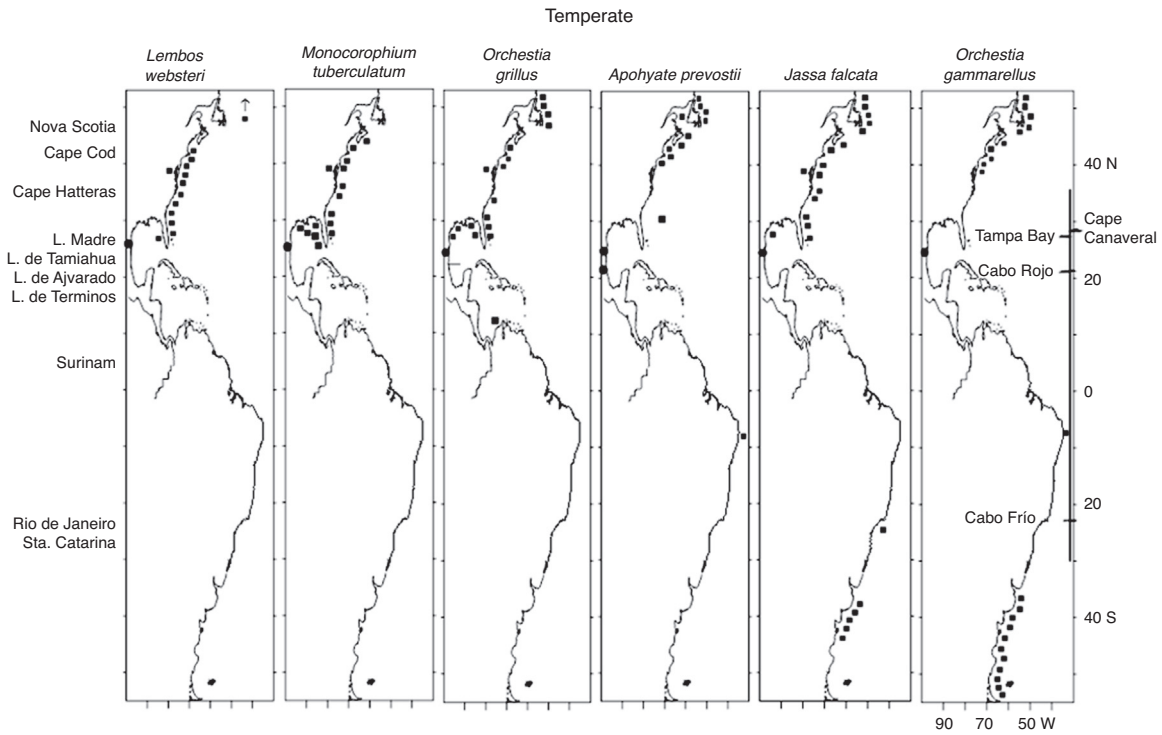 Temperate
Lembos
websteri
Monocorophium
tuberculatum
Orchestia
grillus
Apohyate prevostii
Jassa falcata
Orchestia
gammarellus
Nova Scotia
Cape Cod
Cape Hatteras
L. Madre
L. de Tamiahua
L. de Ajvarado
L. de Terminos
Surinam
Rio de Janeiro
Sta. Catarina
40 N
Cape
Canaveral
Tampa Bay
Cabo Rojo
20
0
20
Cabo Frío
40 S
90 70 50 W